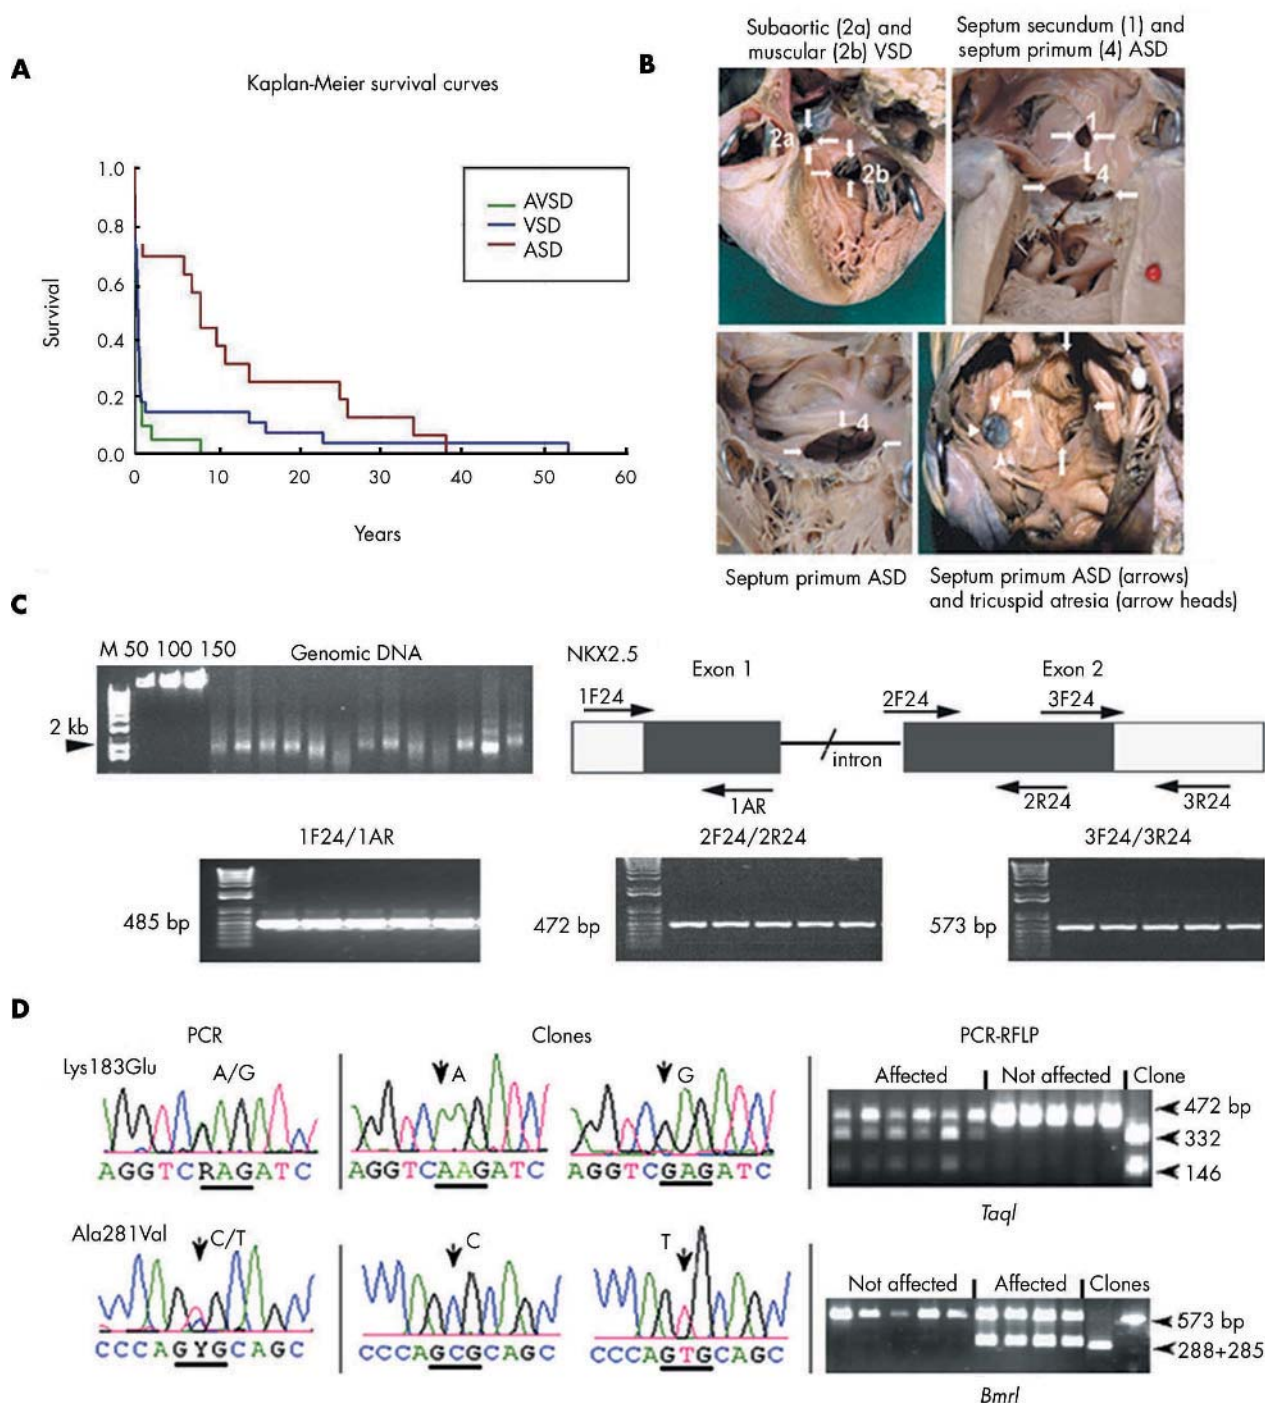 A
Kaplan-Meier survival curves
1.0
0.8
0.6
0.4
0.2
0.0
Survival
AVSD
VSD
ASD
0 10 20 30 40 50 60
Years
B
Subaortic (2a) and
muscular (2b) VSD
Septum secundum (1) and
septum primum (4) ASD
2a
2b
1
4
4
Septum primum ASD
Septum primum ASD (arrows)
and tricuspid atresia (arrow heads)
C
M 50 100 150
Genomic DNA
2 kb
NKX2.5
Exon 1
Exon 2
1F24
2F24
3F24
intron
1AR
2R24
3R24
1F24/1AR
2F24/2R24
3F24/3R24
485 bp
472 bp
573 bp
D
PCR
Clones
PCR-RFLP
Lys183Glu
A/G
A
G
AGGTCRAGATC
AGGTCAAGATC
AGGTCGAGATC
Affected
Not affected
Clone
472 bp
332
146
TaqI
Ala281Val
C/T
C
T
CCCAGYGCAGC
CCCAGCGCAGC
CCCAGTGCAGC
Not affected
Affected
Clones
573 bp
288+285
BmrI